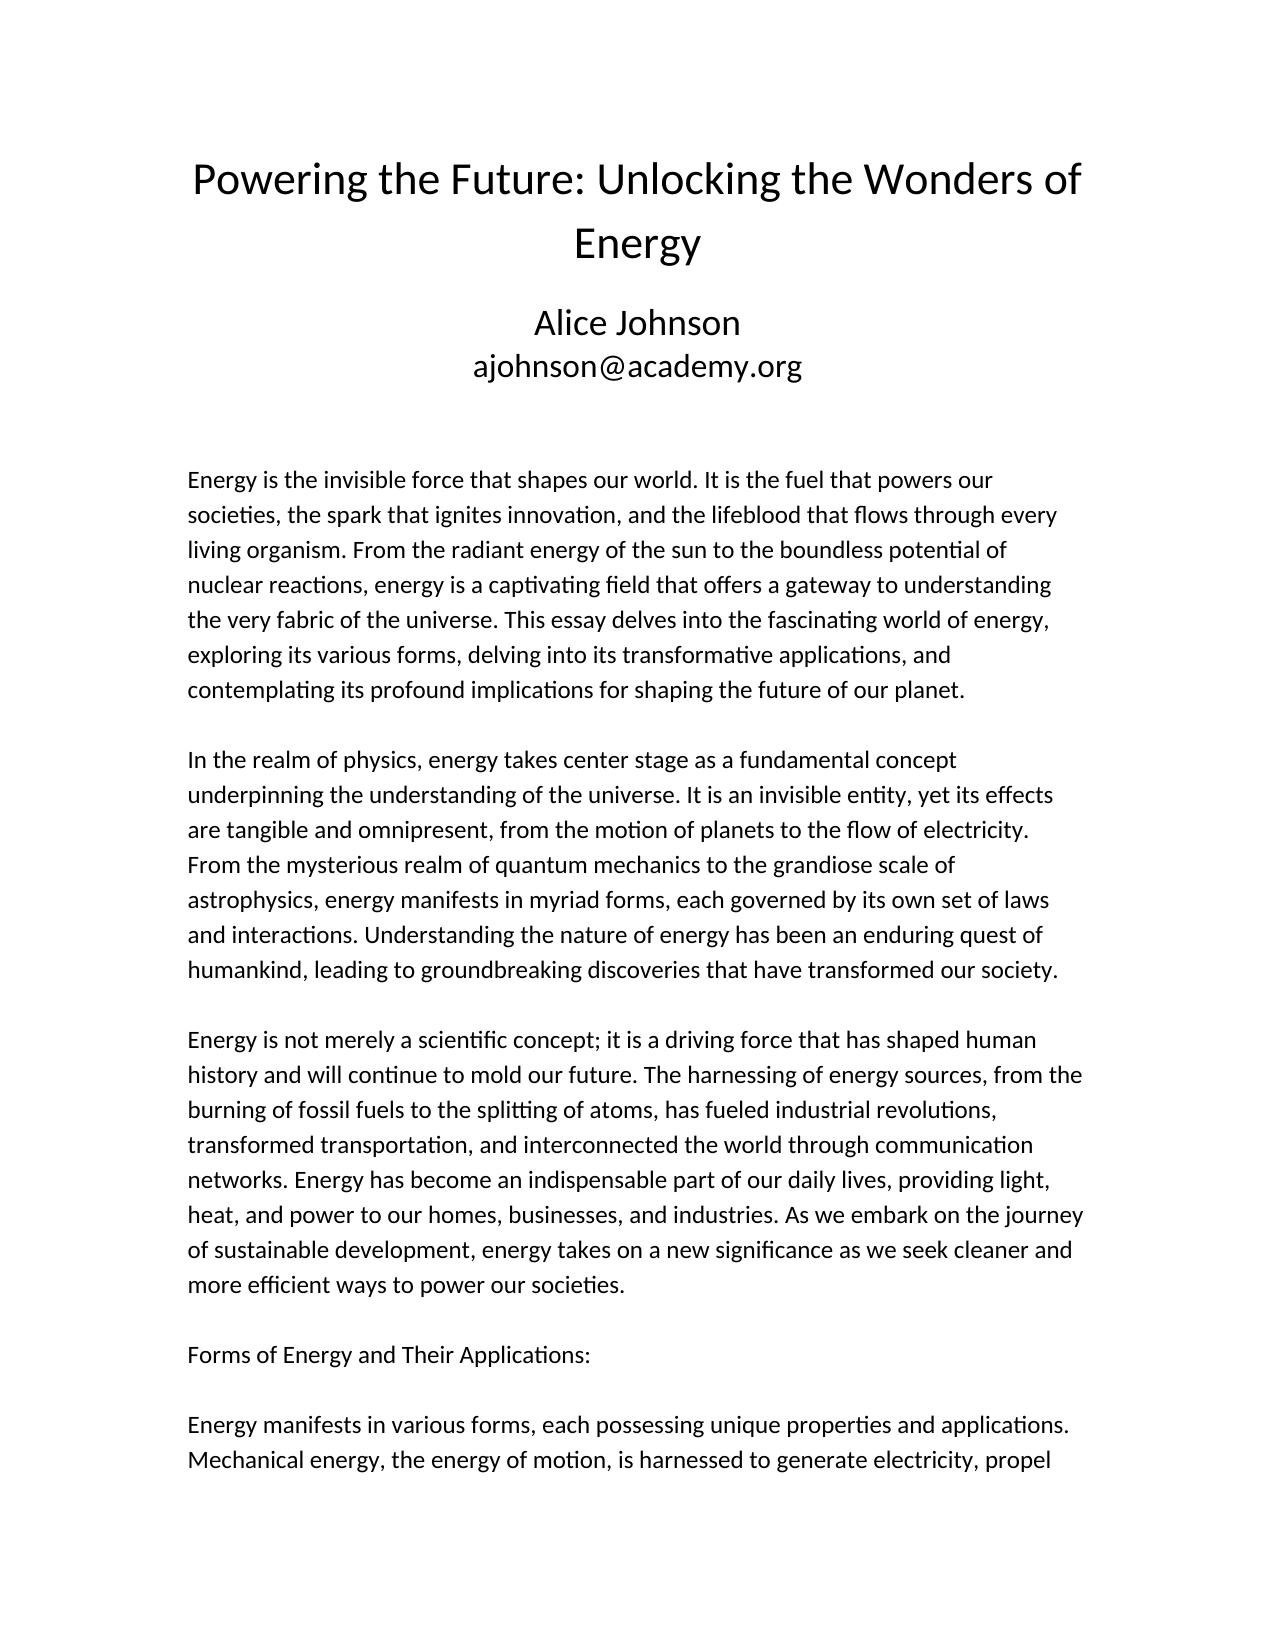 Powering the Future: Unlocking the Wonders of
Energy
Alice Johnson
ajohnson@academy.org
Energy is the invisible force that shapes our world. It is the fuel that powers our
societies, the spark that ignites innovation, and the lifeblood that flows through every
living organism. From the radiant energy of the sun to the boundless potential of
nuclear reactions, energy is a captivating field that offers a gateway to understanding
the very fabric of the universe. This essay delves into the fascinating world of energy,
exploring its various forms, delving into its transformative applications, and
contemplating its profound implications for shaping the future of our planet.
In the realm of physics, energy takes center stage as a fundamental concept
underpinning the understanding of the universe. It is an invisible entity, yet its effects
are tangible and omnipresent, from the motion of planets to the flow of electricity.
From the mysterious realm of quantum mechanics to the grandiose scale of
astrophysics, energy manifests in myriad forms, each governed by its own set of laws
and interactions. Understanding the nature of energy has been an enduring quest of
humankind, leading to groundbreaking discoveries that have transformed our society.
Energy is not merely a scientific concept; it is a driving force that has shaped human
history and will continue to mold our future. The harnessing of energy sources, from the
burning of fossil fuels to the splitting of atoms, has fueled industrial revolutions,
transformed transportation, and interconnected the world through communication
networks. Energy has become an indispensable part of our daily lives, providing light,
heat, and power to our homes, businesses, and industries. As we embark on the journey
of sustainable development, energy takes on a new significance as we seek cleaner and
more efficient ways to power our societies.
Forms of Energy and Their Applications:
Energy manifests in various forms, each possessing unique properties and applications.
Mechanical energy, the energy of motion, is harnessed to generate electricity, propel